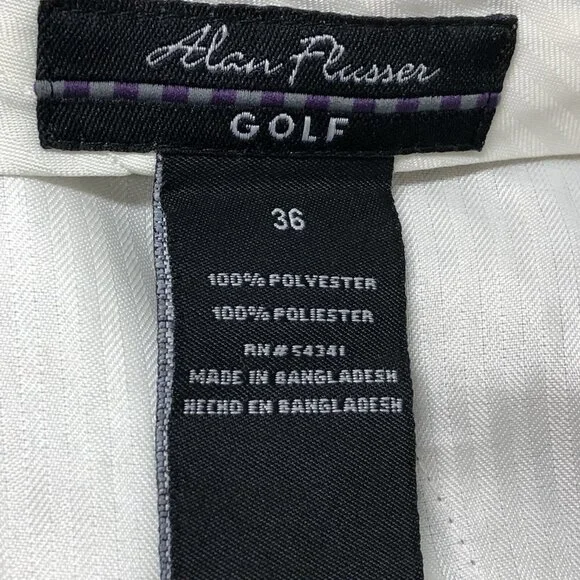 Alan Flusser
GOLF
36
100% POLYESTER
100% POLIESTER
RN# 54341
MADE IN BANGLADESH
HECHO EN BANGLADESH